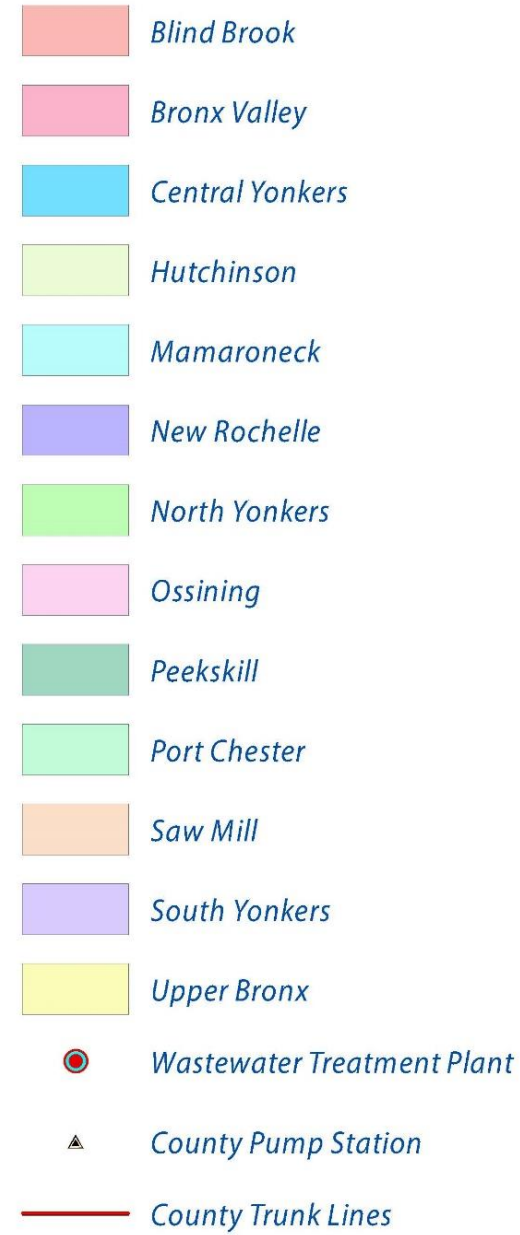 Blind Brook
Bronx Valley
Central Yonkers
Hutchinson
Mamaroneck
New Rochelle
North Yonkers
Ossining
Peekskill
Port Chester
Saw Mill
South Yonkers
Upper Bronx
Wastewater Treatment Plant
County Pump Station
County Trunk Lines